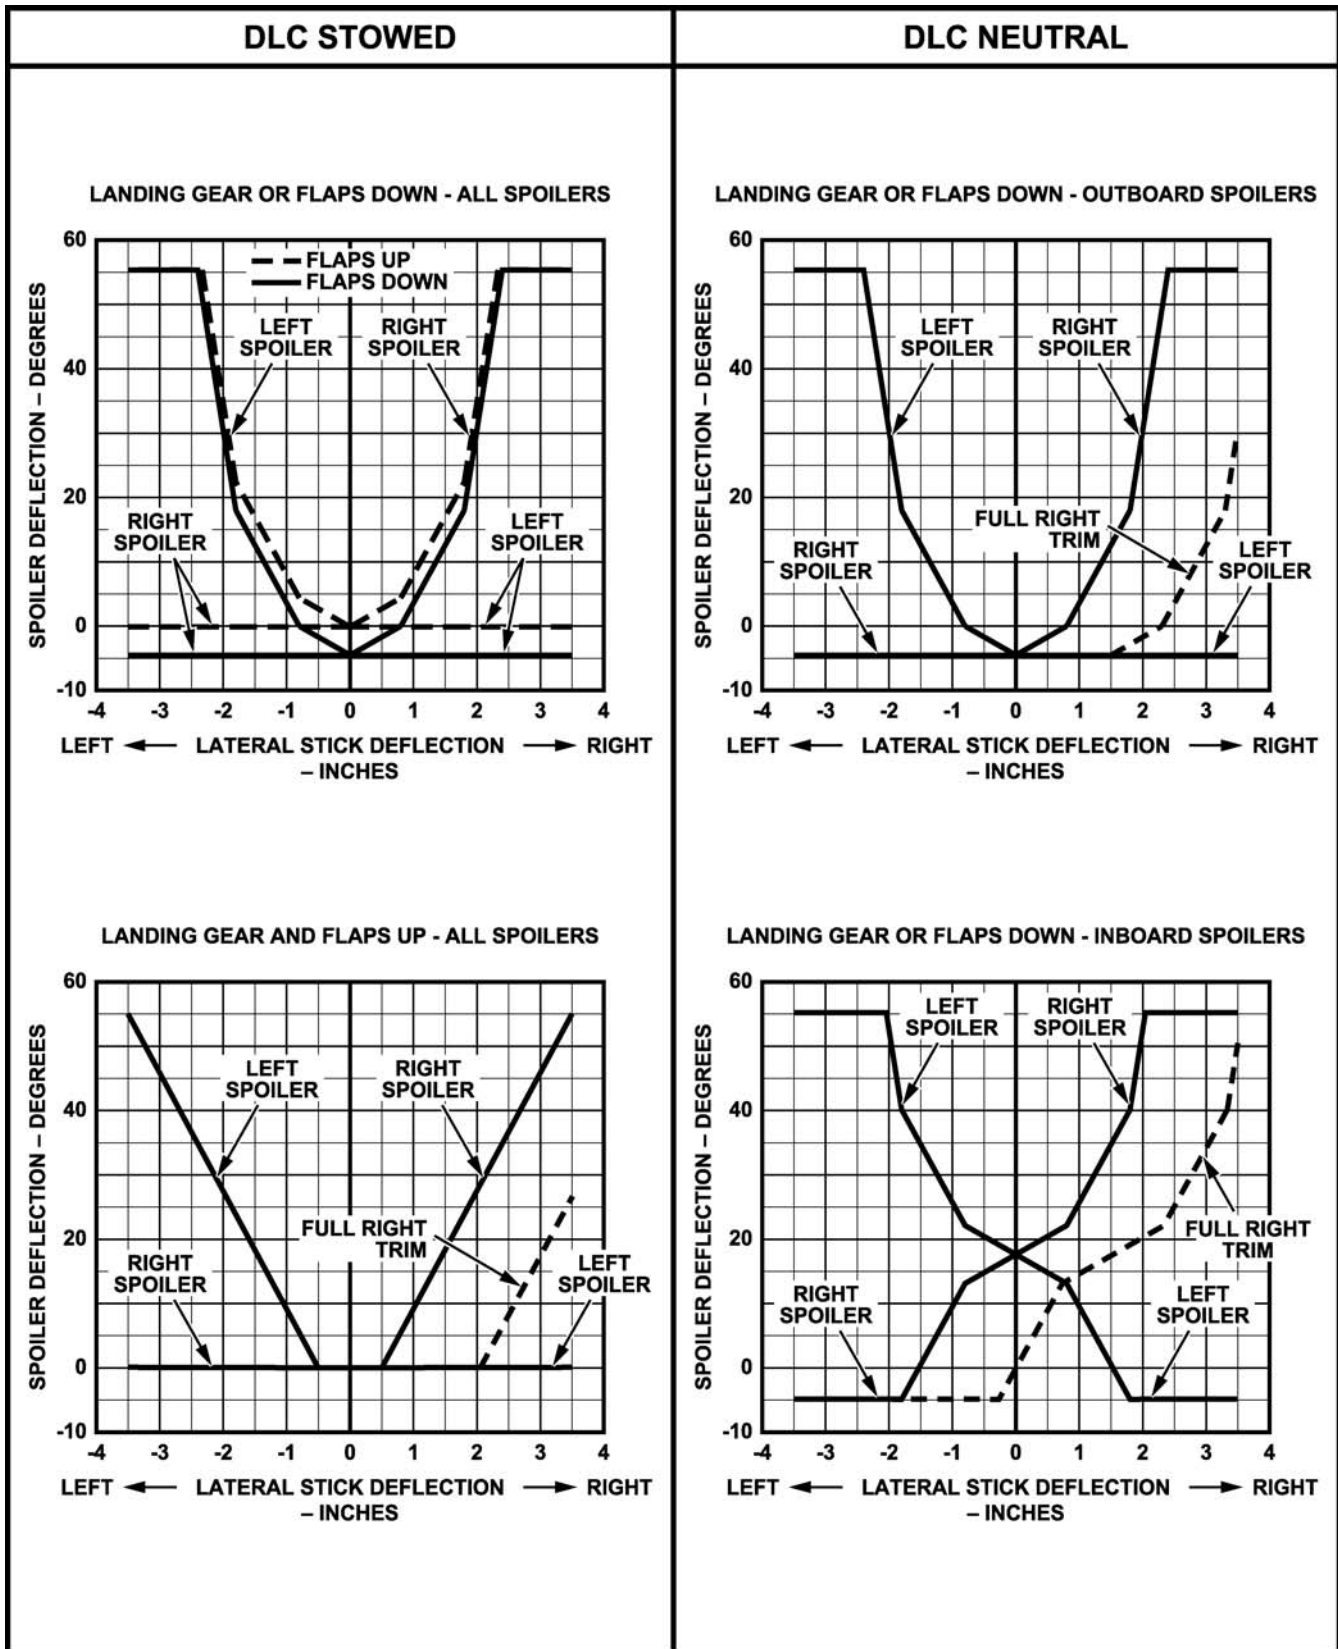 DLC STOWED
DLC NEUTRAL
LANDING GEAR OR FLAPS DOWN - ALL SPOILERS
60
40
20
0
-10
SPOILER DEFLECTION – DEGREES
FLAPS UP
FLAPS DOWN
LEFT
SPOILER
RIGHT
SPOILER
RIGHT
SPOILER
LEFT
SPOILER
-4 -3 -2 -1 0 1 2 3 4
LEFT LATERAL STICK DEFLECTION RIGHT
– INCHES
LANDING GEAR OR FLAPS DOWN - OUTBOARD SPOILERS
60
40
20
0
-10
SPOILER DEFLECTION – DEGREES
LEFT
SPOILER
RIGHT
SPOILER
FULL RIGHT
TRIM
RIGHT
SPOILER
LEFT
SPOILER
-4 -3 -2 -1 0 1 2 3 4
LEFT LATERAL STICK DEFLECTION RIGHT
– INCHES
LANDING GEAR AND FLAPS UP - ALL SPOILERS
60
40
20
0
-10
SPOILER DEFLECTION – DEGREES
LEFT
SPOILER
RIGHT
SPOILER
FULL RIGHT
TRIM
RIGHT
SPOILER
LEFT
SPOILER
-4 -3 -2 -1 0 1 2 3 4
LEFT LATERAL STICK DEFLECTION RIGHT
– INCHES
LANDING GEAR OR FLAPS DOWN - INBOARD SPOILERS
60
40
20
0
-10
SPOILER DEFLECTION – DEGREES
LEFT
SPOILER
RIGHT
SPOILER
FULL RIGHT
TRIM
RIGHT
SPOILER
LEFT
SPOILER
-4 -3 -2 -1 0 1 2 3 4
LEFT LATERAL STICK DEFLECTION RIGHT
– INCHES